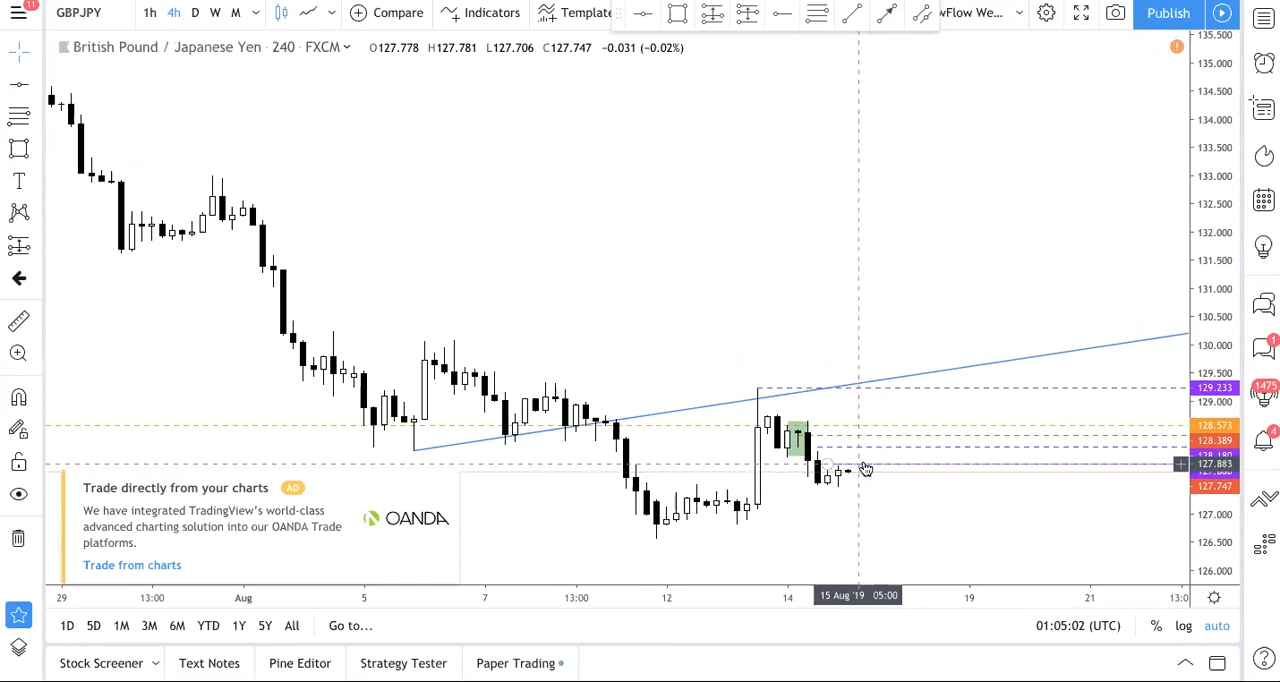 11
GBPJPY
1h 4h D W M
Compare
Indicators
Template
vFlow We...
Publish
British Pound / Japanese Yen · 240 · FXCM
O127.778 H127.781 L127.706 C127.747 -0.031 (-0.02%)
135.500
135.000
134.500
134.000
133.500
133.000
132.500
132.000
131.500
131.000
130.500
130.000
129.500
129.233
129.000
128.573
128.389
127.883
127.747
127.000
126.500
126.000
1
1475
4
Trade directly from your charts AD
We have integrated TradingView's world-class
advanced charting solution into our OANDA Trade
platforms.
OANDA
Trade from charts
29 13:00 Aug 5 7 13:00 12 14 15 Aug '19 05:00 19 21 13:0
1D 5D 1M 3M 6M YTD 1Y 5Y All Go to...
01:05:02 (UTC) % log auto
Stock Screener Text Notes Pine Editor Strategy Tester Paper Trading